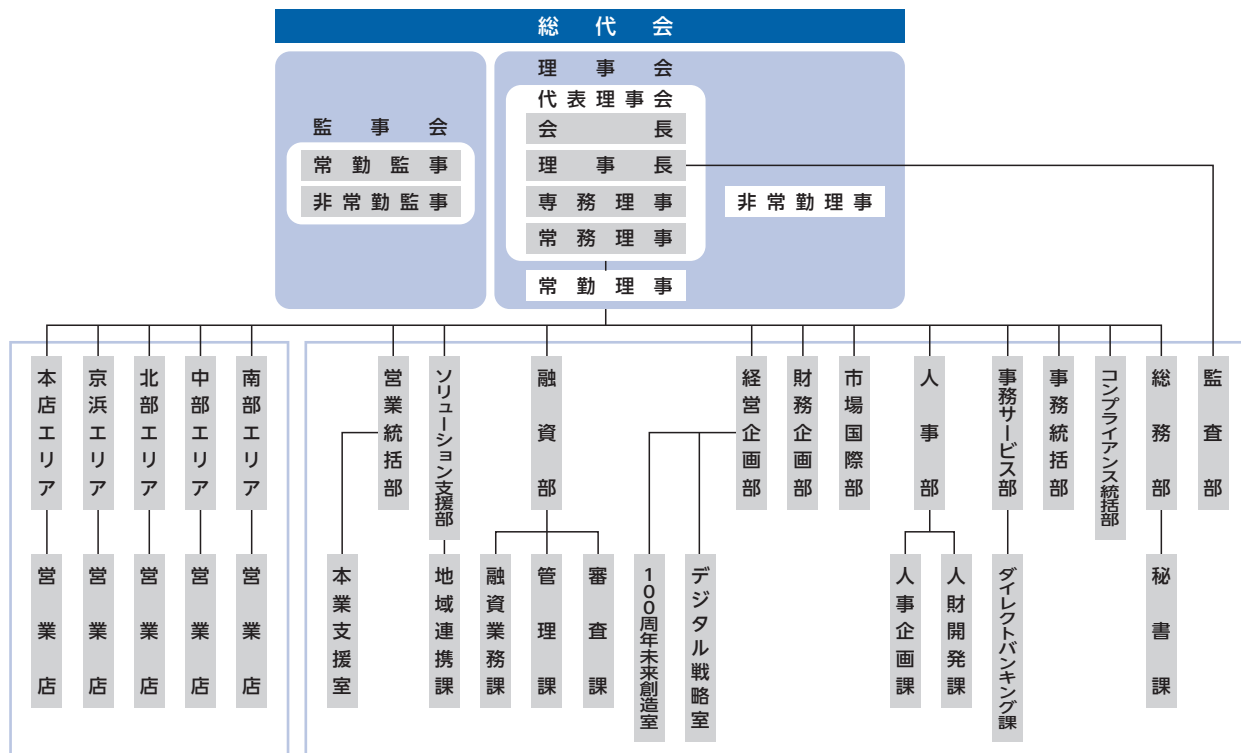 総代会
監事会
常勤監事
非常勤監事
理事会
代表理事会
会長
理事長
専務理事
常務理事
非常勤理事
常勤理事
本店エリア
京浜エリア
北部エリア
中部エリア
南部エリア
営業統括部
ソリューション支援部
融資部
経営企画部
財務企画部
市場国際部
人事部
事務サービス部
事務統括部
コンプライアンス統括部
総務部
監査部
営業店
営業店
営業店
営業店
営業店
本業支援室
地域連携課
融資業務課
管理課
審査課
100周年未来創造室
デジタル戦略室
人事企画課
人財開発課
ダイレクトバンキング課
秘書課